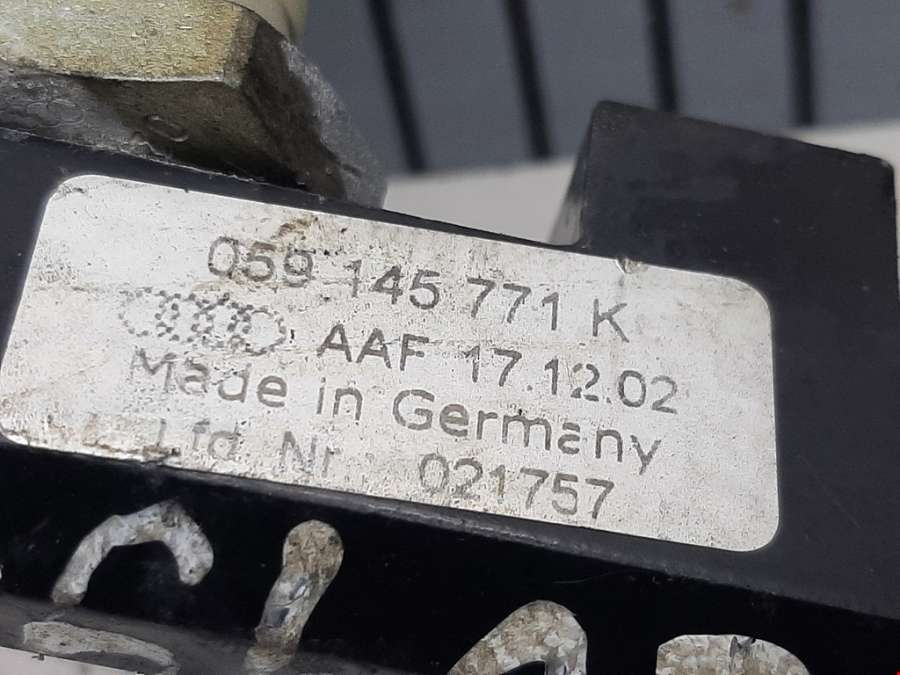 059 145 771 K
AAF 17.12.02
Made in Germany
Lfd. Nr. 021757